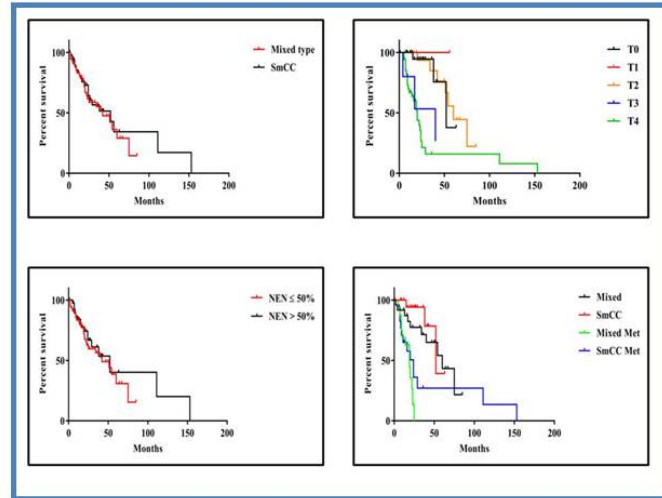 Mixed type
SmCC
Percent survival
100
50
0
0 50 100 150 200
Months
T0
T1
T2
T3
T4
Percent survival
100
50
0
0 50 100 150 200
Months
NEN ≤ 50%
NEN > 50%
Percent survival
100
50
0
0 50 100 150 200
Months
Mixed
SmCC
Mixed Met
SmCC Met
Percent survival
100
50
0
0 50 100 150 200
Months